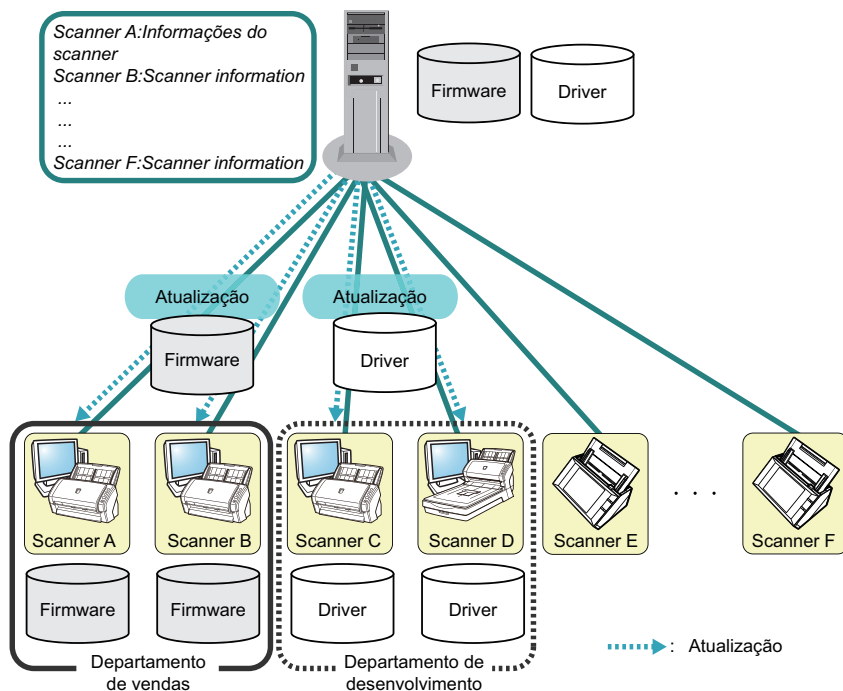 Scanner A:Informações do
scanner
Scanner B:Scanner information
...
...
...
Scanner F:Scanner information
Firmware
Driver
Atualização
Atualização
Firmware
Driver
Scanner A
Scanner B
Scanner C
Scanner D
Scanner E
. . .
Scanner F
Firmware
Firmware
Driver
Driver
: Atualização
Departamento
de vendas
Departamento de
desenvolvimento